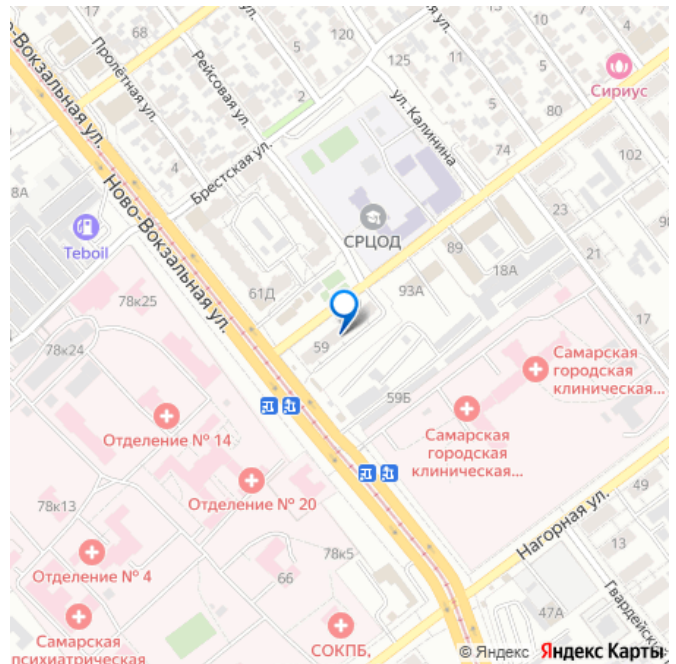 120
5
125
11
5
Сириус
Пролётная ул.
Рейсовая ул.
2
ул. Калинина
80
74
102
Ново-Вокзальная ул.
4
Брестская ул.
8А
23
СРЦОД
Teboil
89
21
18А
61Д
93А
78к25
17
59
78к24
Самарская
городская
клиническая...
59Б
Отделение № 14
Самарская
городская
клиническая...
Отделение № 20
49
78к13
Нагорная ул.
13
78к5
Отделение № 4
66
47А
Самарская
психиатрическая
СОКПБ,
© Яндекс Яндекс Карты